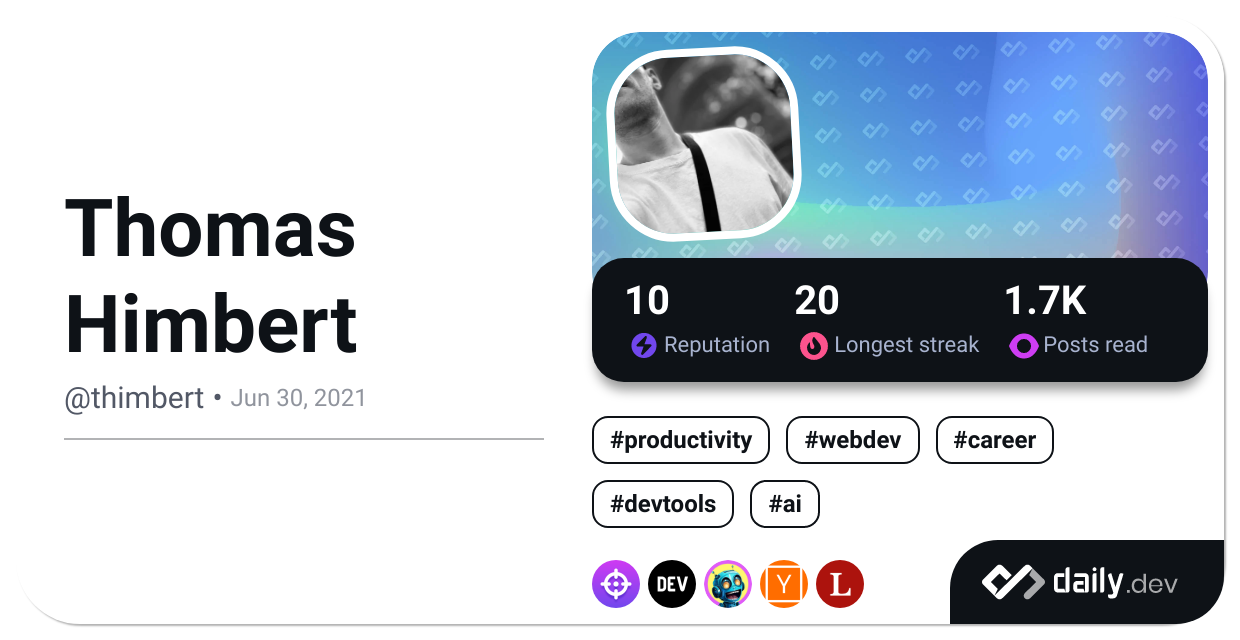 Thomas
Himbert
@thimbert • Jun 30, 2021
10 20 1.7K
Reputation Longest streak Posts read
#productivity #webdev #career
#devtools #ai
DEV Y L
daily.dev